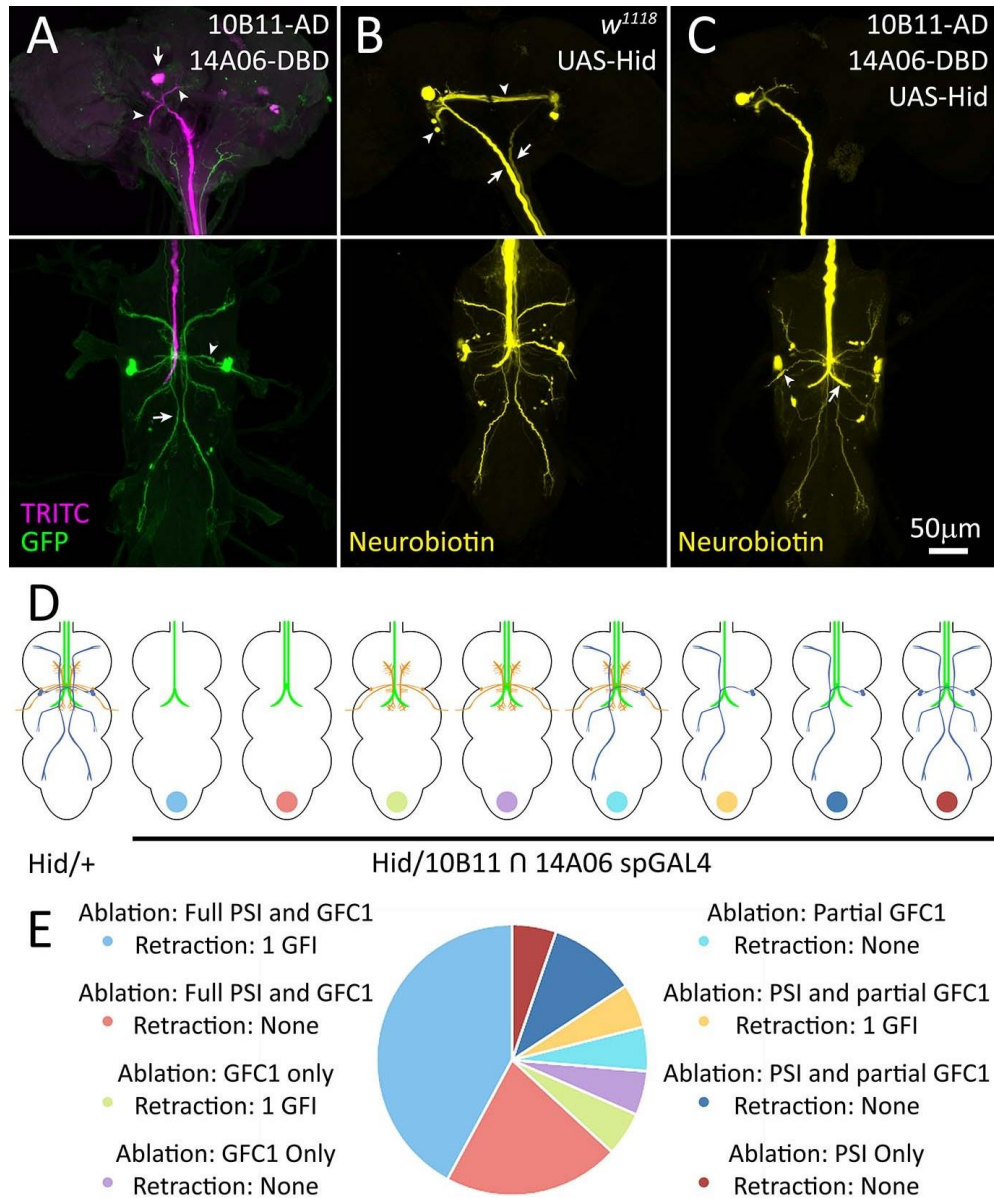 A
10B11-AD
14A06-DBD
TRITC
GFP
B
w1118
UAS-Hid
Neurobiotin
C
10B11-AD
14A06-DBD
UAS-Hid
Neurobiotin
50μm
D
Hid/+
Hid/10B11 ∩ 14A06 spGAL4
E
Ablation: Full PSI and GFC1
Retraction: 1 GFI
Ablation: Full PSI and GFC1
Retraction: None
Ablation: GFC1 only
Retraction: 1 GFI
Ablation: GFC1 Only
Retraction: None
Ablation: Partial GFC1
Retraction: None
Ablation: PSI and partial GFC1
Retraction: 1 GFI
Ablation: PSI and partial GFC1
Retraction: None
Ablation: PSI Only
Retraction: None